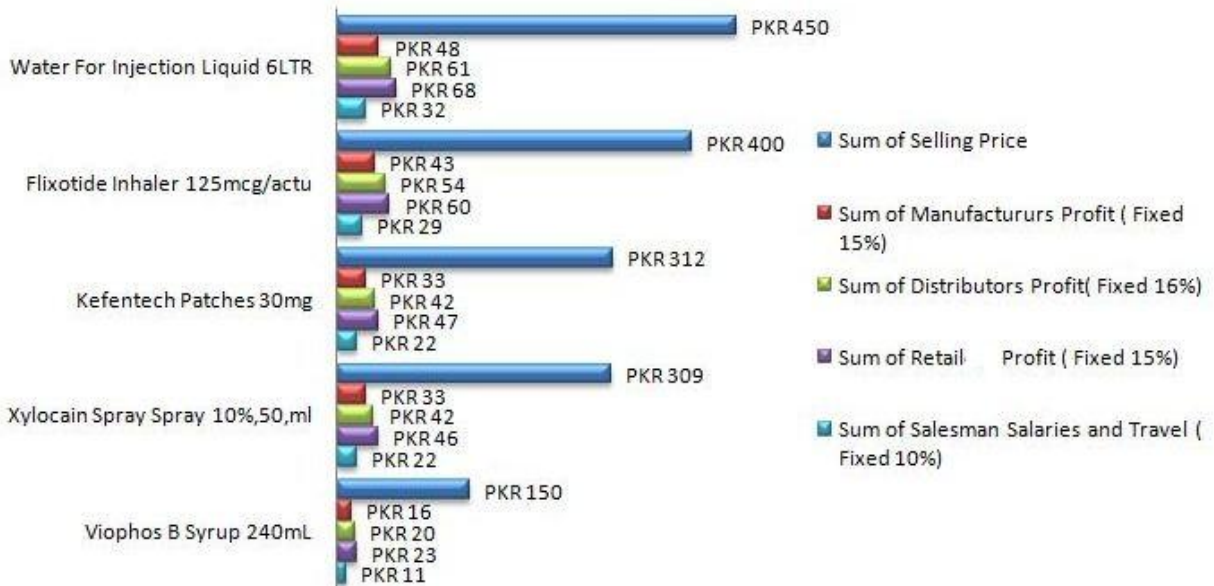 PKR 450
PKR 48
Water For Injection Liquid 6LTR
PKR 61
PKR 68
PKR 32
PKR 400
PKR 43
Flixotide Inhaler 125mcg/actu
PKR 54
PKR 60
PKR 29
PKR 312
PKR 33
Kefentech Patches 30mg
PKR 42
PKR 47
PKR 22
PKR 309
PKR 33
Xylocain Spray Spray 10%,50,ml
PKR 42
PKR 46
PKR 22
PKR 150
PKR 16
Viophos B Syrup 240mL
PKR 20
PKR 23
PKR 11
Sum of Selling Price
Sum of Manufactururs Profit ( Fixed
15%)
Sum of Distributors Profit( Fixed 16%)
Sum of Retail Profit ( Fixed 15%)
Sum of Salesman Salaries and Travel (
Fixed 10%)